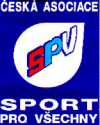 ČESKÁ ASOCIACE
SPV
SPORT
PRO VŠECHNY